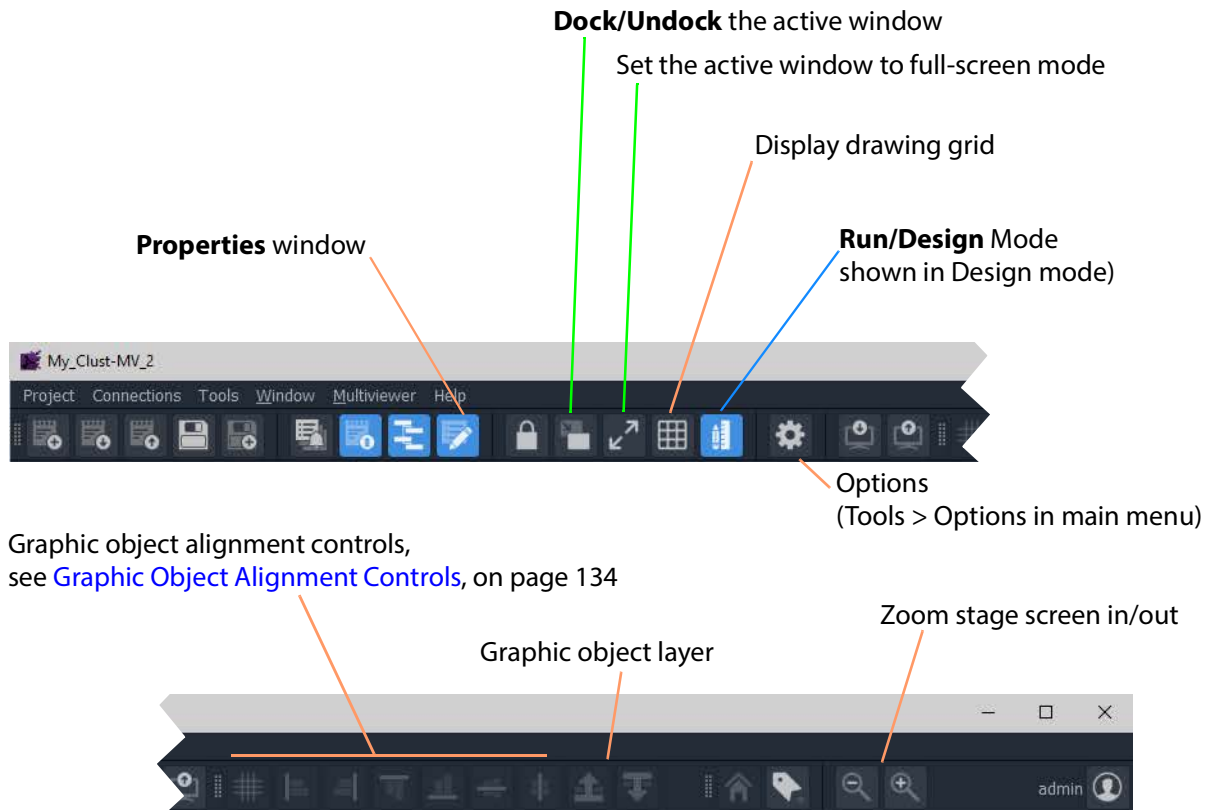 Dock/Undock the active window
Set the active window to full-screen mode
Display drawing grid
Properties window
Run/Design Mode
shown in Design mode)
My_Clust-MV_2
Project Connections Tools Window Multiviewer Help
Options
(Tools > Options in main menu)
Graphic object alignment controls,
see Graphic Object Alignment Controls, on page 134
Zoom stage screen in/out
Graphic object layer
admin